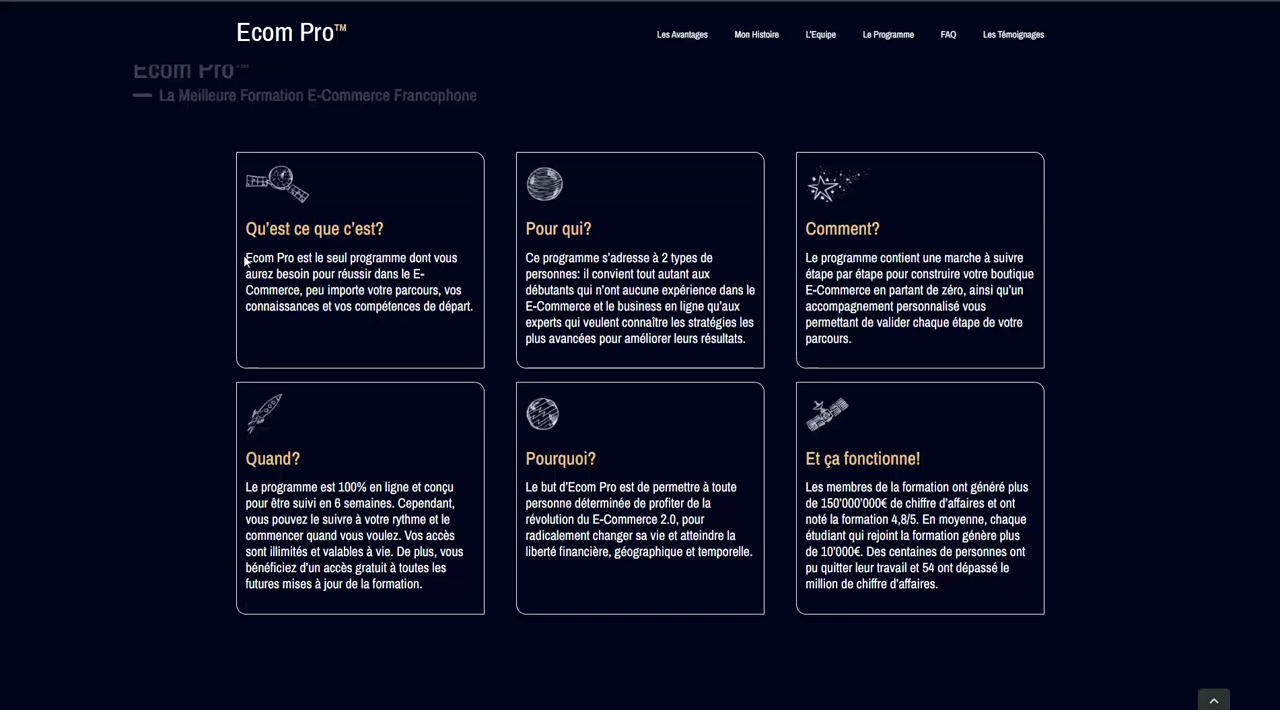 Ecom Pro™
Les Avantages
Mon Histoire
L'Equipe
Le Programme
FAQ
Les Témoignages
Ecom Pro™
La Meilleure Formation E-Commerce Francophone
Qu'est ce que c'est?
Ecom Pro est le seul programme dont vous
aurez besoin pour réussir dans le E-
Commerce, peu importe votre parcours, vos
connaissances et vos compétences de départ.
Pour qui?
Ce programme s'adresse à 2 types de
personnes: il convient tout autant aux
débutants qui n'ont aucune expérience dans le
E-Commerce et le business en ligne qu'aux
experts qui veulent connaître les stratégies les
plus avancées pour améliorer leurs résultats.
Comment?
Le programme contient une marche à suivre
étape par étape pour construire votre boutique
E-Commerce en partant de zéro, ainsi qu'un
accompagnement personnalisé vous
permettant de valider chaque étape de votre
parcours.
Quand?
Le programme est 100% en ligne et conçu
pour être suivi en 6 semaines. Cependant,
vous pouvez le suivre à votre rythme et le
commencer quand vous voulez. Vos accès
sont illimités et valables à vie. De plus, vous
bénéficiez d'un accès gratuit à toutes les
futures mises à jour de la formation.
Pourquoi?
Le but d'Ecom Pro est de permettre à toute
personne déterminée de profiter de la
révolution du E-Commerce 2.0, pour
radicalement changer sa vie et atteindre la
liberté financière, géographique et temporelle.
Et ça fonctionne!
Les membres de la formation ont généré plus
de 150'000'000€ de chiffre d'affaires et ont
noté la formation 4,8/5. En moyenne, chaque
étudiant qui rejoint la formation génère plus
de 10'000€. Des centaines de personnes ont
pu quitter leur travail et 54 ont dépassé le
million de chiffre d'affaires.